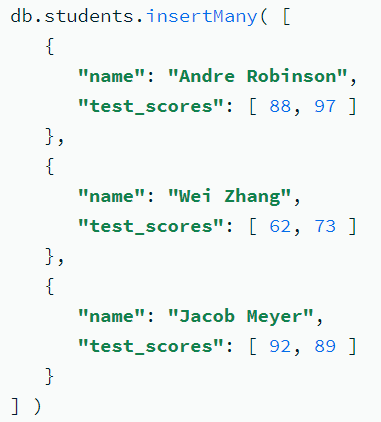 db.students.insertMany( [
   {
      "name": "Andre Robinson",
      "test_scores": [ 88, 97 ]
   },
   {
      "name": "Wei Zhang",
      "test_scores": [ 62, 73 ]
   },
   {
      "name": "Jacob Meyer",
      "test_scores": [ 92, 89 ]
   }
] )